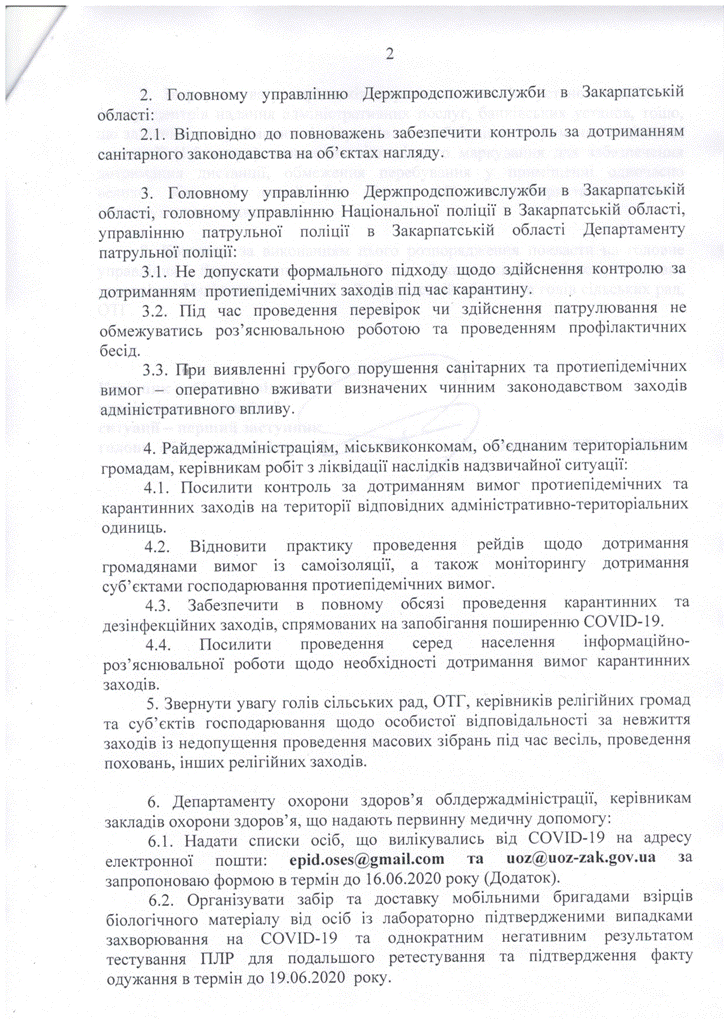 2
2. Головному управлінню Держпродспоживслужби в Закарпатській
області:
2.1. Відповідно до повноважень забезпечити контроль за дотриманням
санітарного законодавства на об’єктах нагляду.
3. Головному управлінню Держпродспоживслужби в Закарпатській
області, головному управлінню Національної поліції в Закарпатській області,
управлінню патрульної поліції в Закарпатській області Департаменту
патрульної поліції:
3.1. Не допускати формального підходу щодо здійснення контролю за
дотриманням протиепідемічних заходів під час карантину.
3.2. Під час проведення перевірок чи здійснення патрулювання не
обмежуватись роз’яснювальною роботою та проведенням профілактичних
бесід.
3.3. При виявленні грубого порушення санітарних та протиепідемічних
вимог – оперативно вживати визначених чинним законодавством заходів
адміністративного впливу.
4. Райдержадміністраціям, міськвиконкомам, об’єднаним територіальним
громадам, керівникам робіт з ліквідації наслідків надзвичайної ситуації:
4.1. Посилити контроль за дотриманням вимог протиепідемічних та
карантинних заходів на території відповідних адміністративно-територіальних
одиниць.
4.2. Відновити практику проведення рейдів щодо дотримання
громадянами вимог із самоізоляції, а також моніторингу дотримання
суб’єктами господарювання протиепідемічних вимог.
4.3. Забезпечити в повному обсязі проведення карантинних та
дезінфекційних заходів, спрямованих на запобігання поширенню COVID-19.
4.4. Посилити проведення серед населення інформаційно-
роз’яснювальної роботи щодо необхідності дотримання вимог карантинних
заходів.
5. Звернути увагу голів сільських рад, ОТГ, керівників релігійних громад
та суб’єктів господарювання щодо особистої відповідальності за невжиття
заходів із недопущення проведення масових зібрань під час весіль, проведення
поховань, інших релігійних заходів.
6. Департаменту охорони здоров’я облдержадміністрації, керівникам
закладів охорони здоров’я, що надають первинну медичну допомогу:
6.1. Надати списки осіб, що вилікувались від COVID-19 на адресу
електронної пошти: epid.oses@gmail.com та uoz@uoz-zak.gov.ua за
запропоноваю формою в термін до 16.06.2020 року (Додаток).
6.2. Організувати забір та доставку мобільними бригадами взірців
біологічного матеріалу від осіб із лабораторно підтвердженими випадками
захворювання на COVID-19 та однократним негативним результатом
тестування ПЛР для подальшого ретестування та підтвердження факту
одужання в термін до 19.06.2020 року.